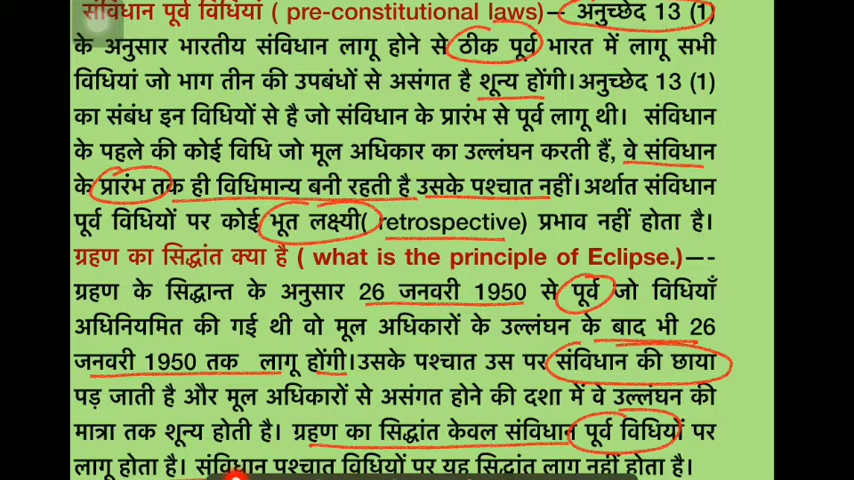 संविधान पूर्व विधियां ( pre-constitutional laws)— अनुच्छेद 13 (1)
के अनुसार भारतीय संविधान लागू होने से ठीक पूर्व भारत में लागू सभी
विधियां जो भाग तीन की उपबंधों से असंगत है शून्य होंगी।अनुच्छेद 13 (1)
का संबंध इन विधियों से है जो संविधान के प्रारंभ से पूर्व लागू थी। संविधान
के पहले की कोई विधि जो मूल अधिकार का उल्लंघन करती हैं, वे संविधान
के प्रारंभ तक ही विधिमान्य बनी रहती है उसके पश्चात नहीं।अर्थात संविधान
पूर्व विधियों पर कोई भूत लक्ष्यी( retrospective) प्रभाव नहीं होता है।
ग्रहण का सिद्धांत क्या है ( what is the principle of Eclipse.)—-
ग्रहण के सिद्धान्त के अनुसार 26 जनवरी 1950 से पूर्व जो विधियाँ
अधिनियमित की गई थी वो मूल अधिकारों के उल्लंघन के बाद भी 26
जनवरी 1950 तक लागू होंगी।उसके पश्चात उस पर संविधान की छाया
पड़ जाती है और मूल अधिकारों से असंगत होने की दशा में वे उल्लंघन की
मात्रा तक शून्य होती है। ग्रहण का सिद्धांत केवल संविधान पूर्व विधियों पर
लागू होता है। संविधान पश्चात विधियों पर यह सिद्धांत लागू नहीं होता है।